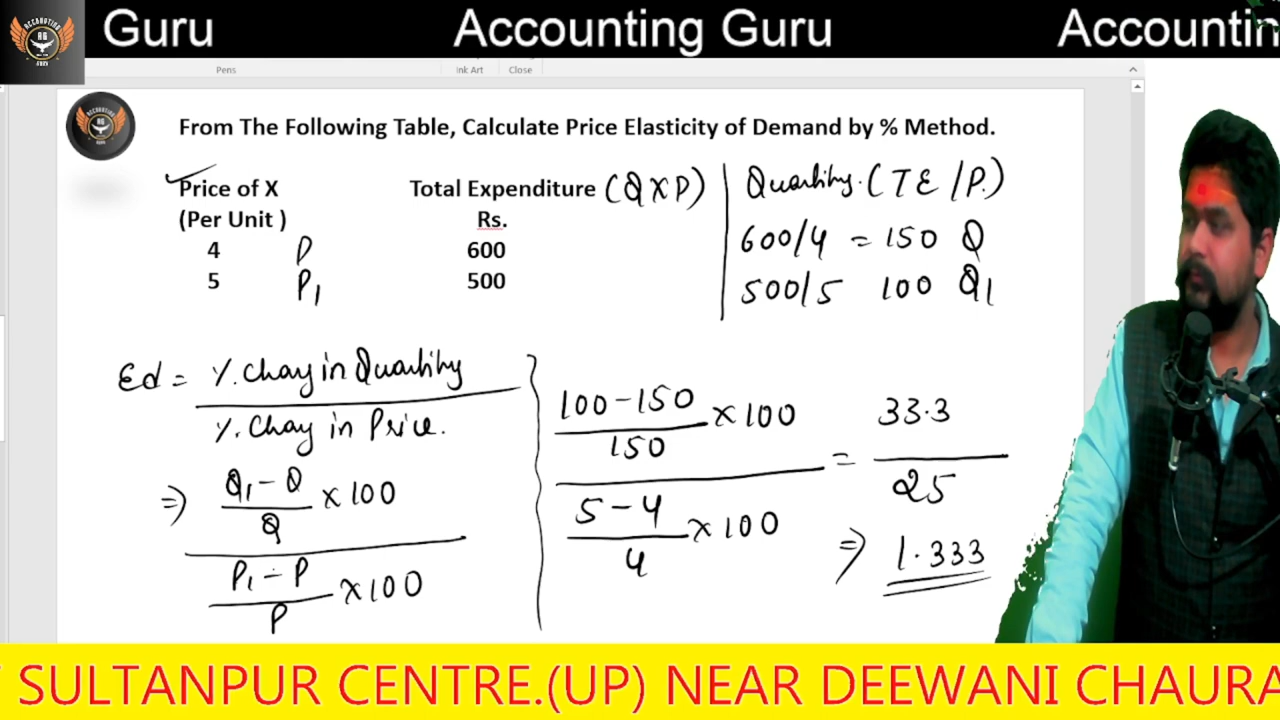 Guru Accounting Guru Accountin
Pens Ink Art Close
From The Following Table, Calculate Price Elasticity of Demand by % Method.
Price of X Total Expenditure (Q X P) Quantity. (TE/P.)
(Per Unit ) Rs.
4 P 600 600/4 = 150 Q
5 P1 500 500/5 100 Q1
Ed = %. Chang in Quantity
%. Chang in Price.
⇒ Q1 - Q
Q
x 100
P1 - P
P
x 100
100 - 150
150
x 100
5 - 4
4
x 100
= 33.3
25
⇒ 1.333
SULTANPUR CENTRE.(UP) NEAR DEEWANI CHAURA